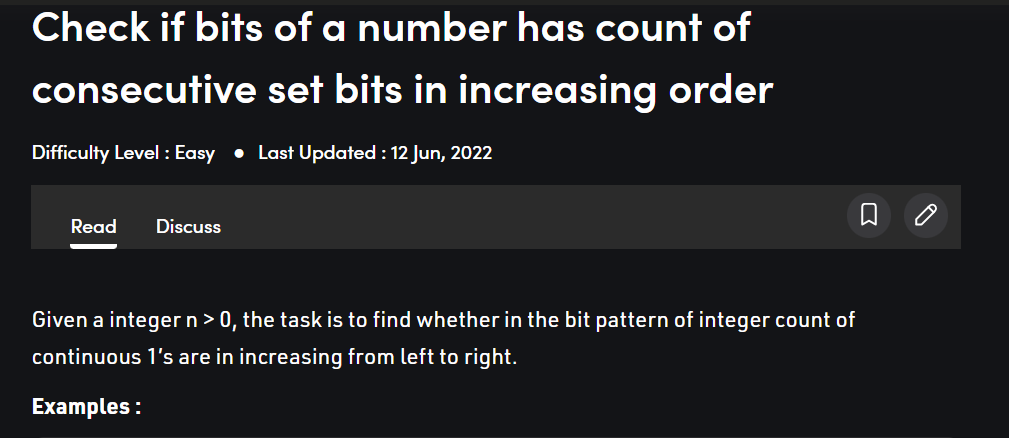 Check if bits of a number has count of
consecutive set bits in increasing order
Difficulty Level : Easy ● Last Updated : 12 Jun, 2022
Read Discuss
Given a integer n > 0, the task is to find whether in the bit pattern of integer count of
continuous 1's are in increasing from left to right.
Examples :